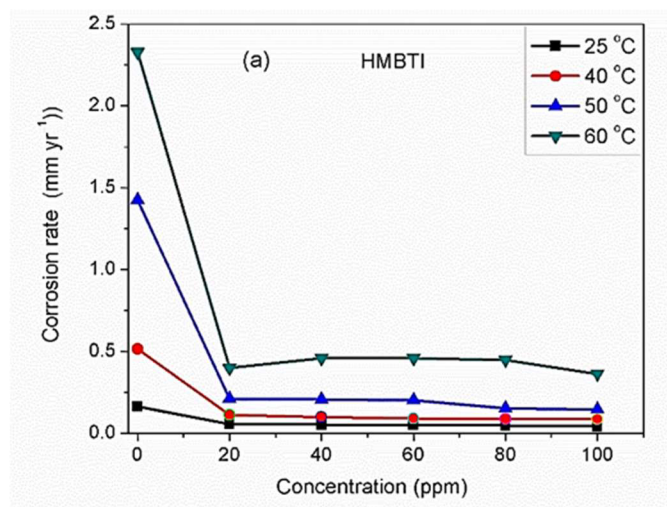 (a) HMBTI
25 °C
40 °C
50 °C
60 °C
Corrosion rate (mm yr 1))
2.5
2.0
1.5
1.0
0.5
0.0
0 20 40 60 80 100
Concentration (ppm)